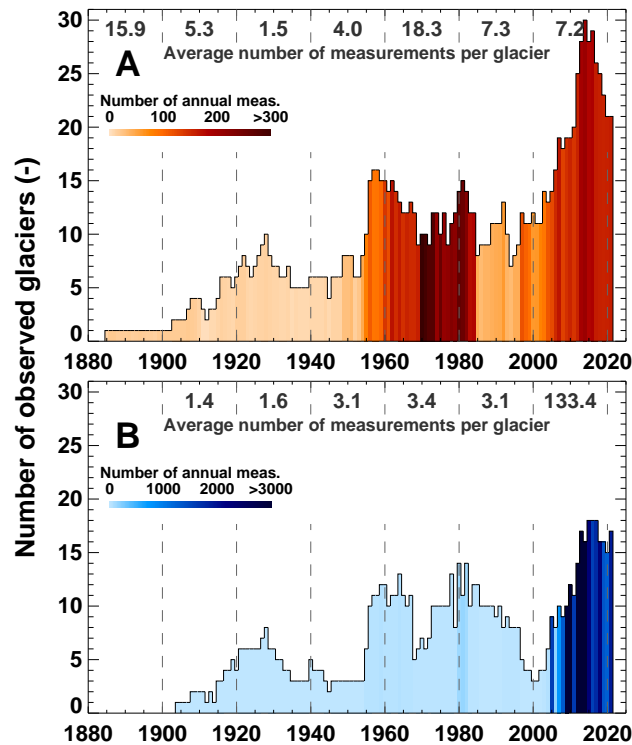 Number of observed glaciers (-)
30
25
20
15
10
5
0
15.9 5.3 1.5 4.0 18.3 7.3 7.2
Average number of measurements per glacier
A
Number of annual meas.
0 100 200 >300
1880 1900 1920 1940 1960 1980 2000 2020
30
25
20
15
10
5
0
1.4 1.6 3.1 3.4 3.1 133.4
Average number of measurements per glacier
B
Number of annual meas.
0 1000 2000 >3000
1880 1900 1920 1940 1960 1980 2000 2020